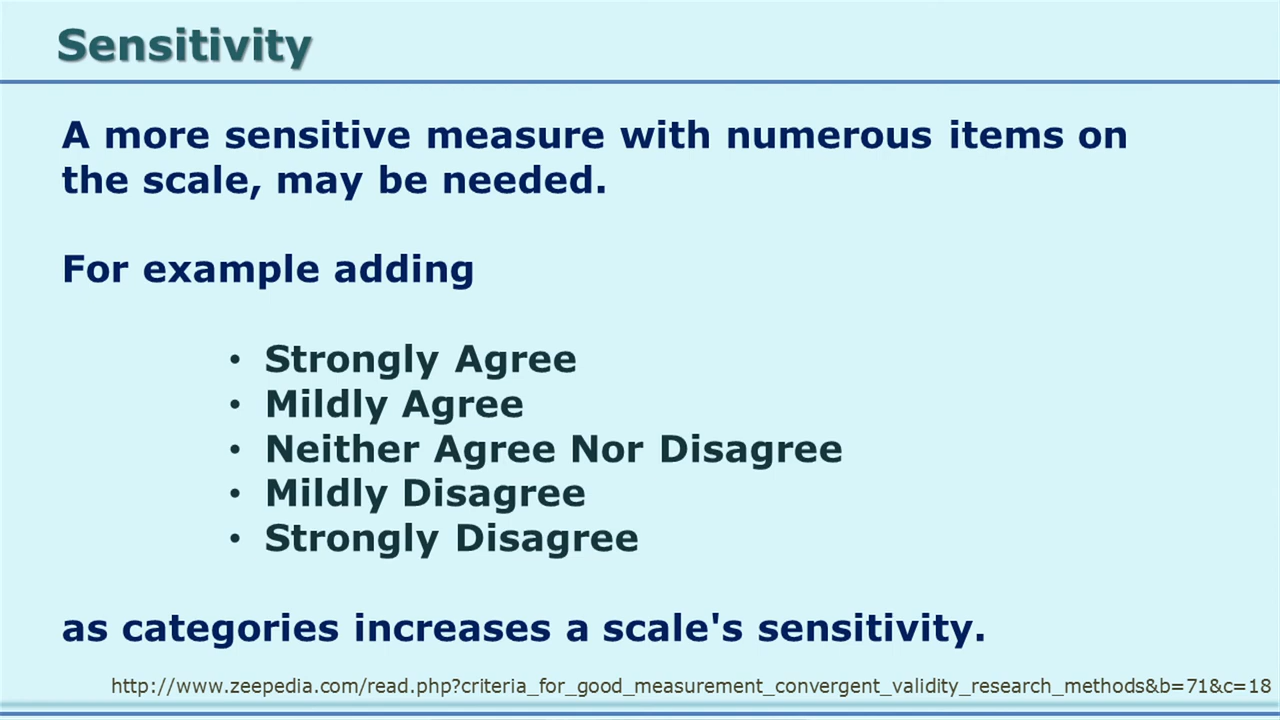 Sensitivity
A more sensitive measure with numerous items on
the scale, may be needed.
For example adding
• Strongly Agree
• Mildly Agree
• Neither Agree Nor Disagree
• Mildly Disagree
• Strongly Disagree
as categories increases a scale's sensitivity.
http://www.zeepedia.com/read.php?criteria_for_good_measurement_convergent_validity_research_methods&b=71&c=18